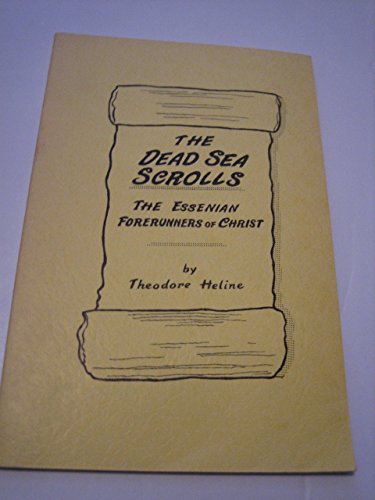 THE
DEAD SEA
SCROLLS
THE ESSENIAN
FORERUNNERS OF CHRIST
by
Theodore Heline